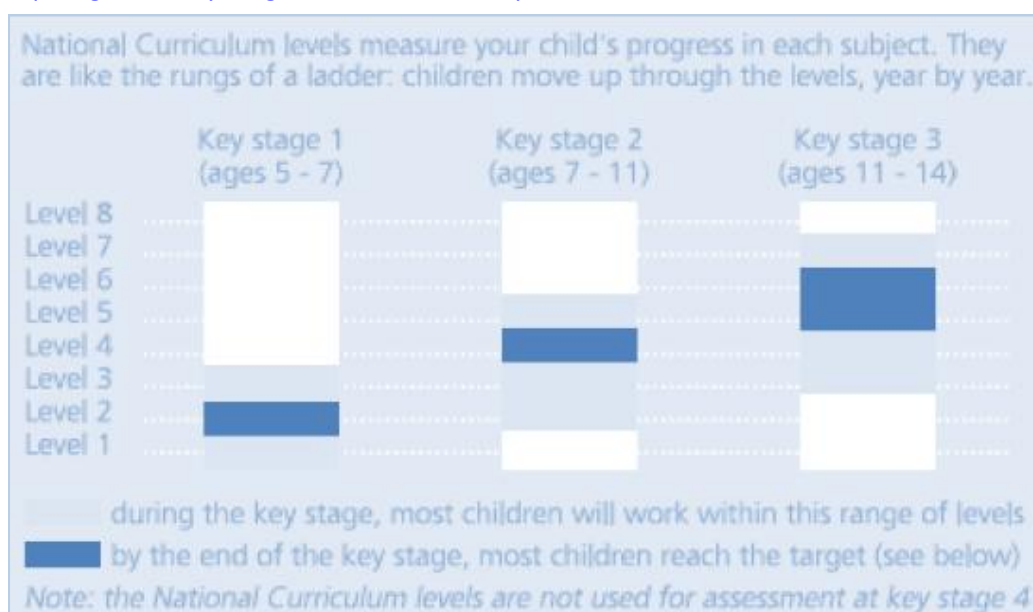 National Curriculum levels measure your child's progress in each subject. They
are like the rungs of a ladder: children move up through the levels, year by year.
Key stage 1 Key stage 2 Key stage 3
(ages 5 - 7) (ages 7 - 11) (ages 11 - 14)
Level 8
Level 7
Level 6
Level 5
Level 4
Level 3
Level 2
Level 1
during the key stage, most children will work within this range of levels
by the end of the key stage, most children reach the target (see below)
Note: the National Curriculum levels are not used for assessment at key stage 4